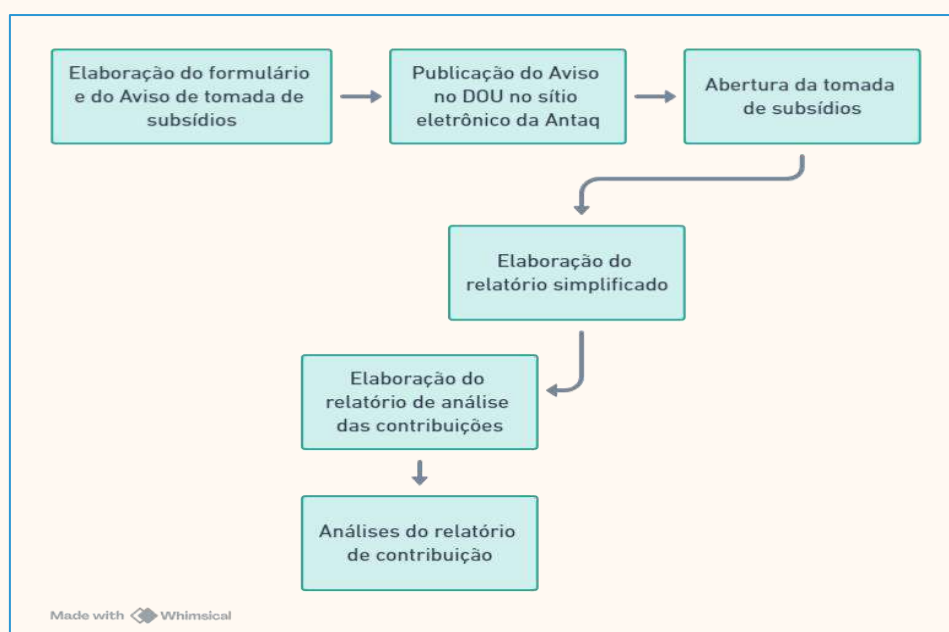 Elaboração do formulário
e do Aviso de tomada de
subsídios
Publicação do Aviso
no DOU no sítio
eletrônico da Antaq
Abertura da tomada
de subsídios
Elaboração do
relatório simplificado
Elaboração do
relatório de análise
das contribuições
Análises do relatório
de contribuição
Made with Whimsical